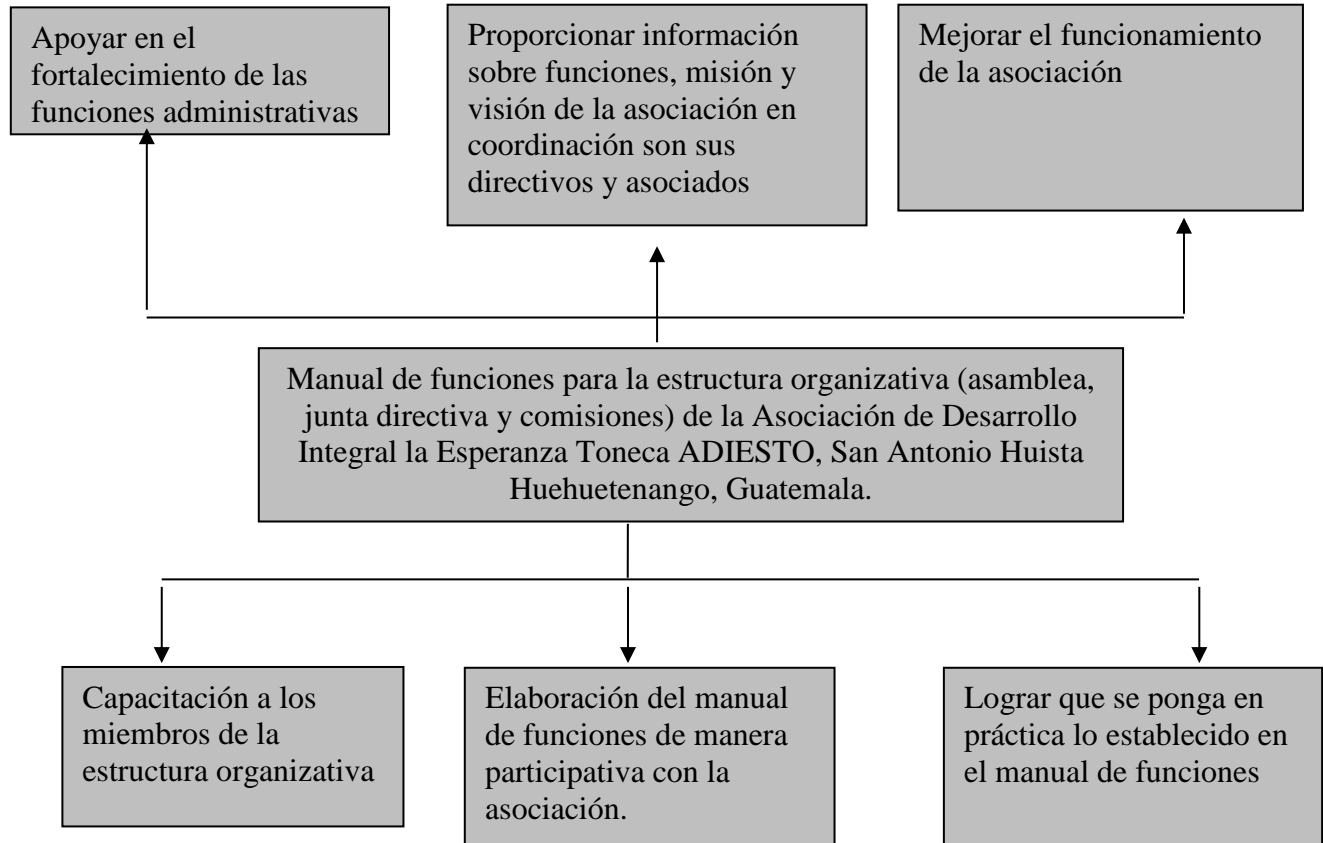 Apoyar en el
fortalecimiento de las
funciones administrativas
Proporcionar información
sobre funciones, misión y
visión de la asociación en
coordinación son sus
directivos y asociados
Mejorar el funcionamiento
de la asociación
Manual de funciones para la estructura organizativa (asamblea,
junta directiva y comisiones) de la Asociación de Desarrollo
Integral la Esperanza Toneca ADIESTO, San Antonio Huista
Huehuetenango, Guatemala.
Capacitación a los
miembros de la
estructura organizativa
Elaboración del manual
de funciones de manera
participativa con la
asociación.
Lograr que se ponga en
práctica lo establecido en
el manual de funciones